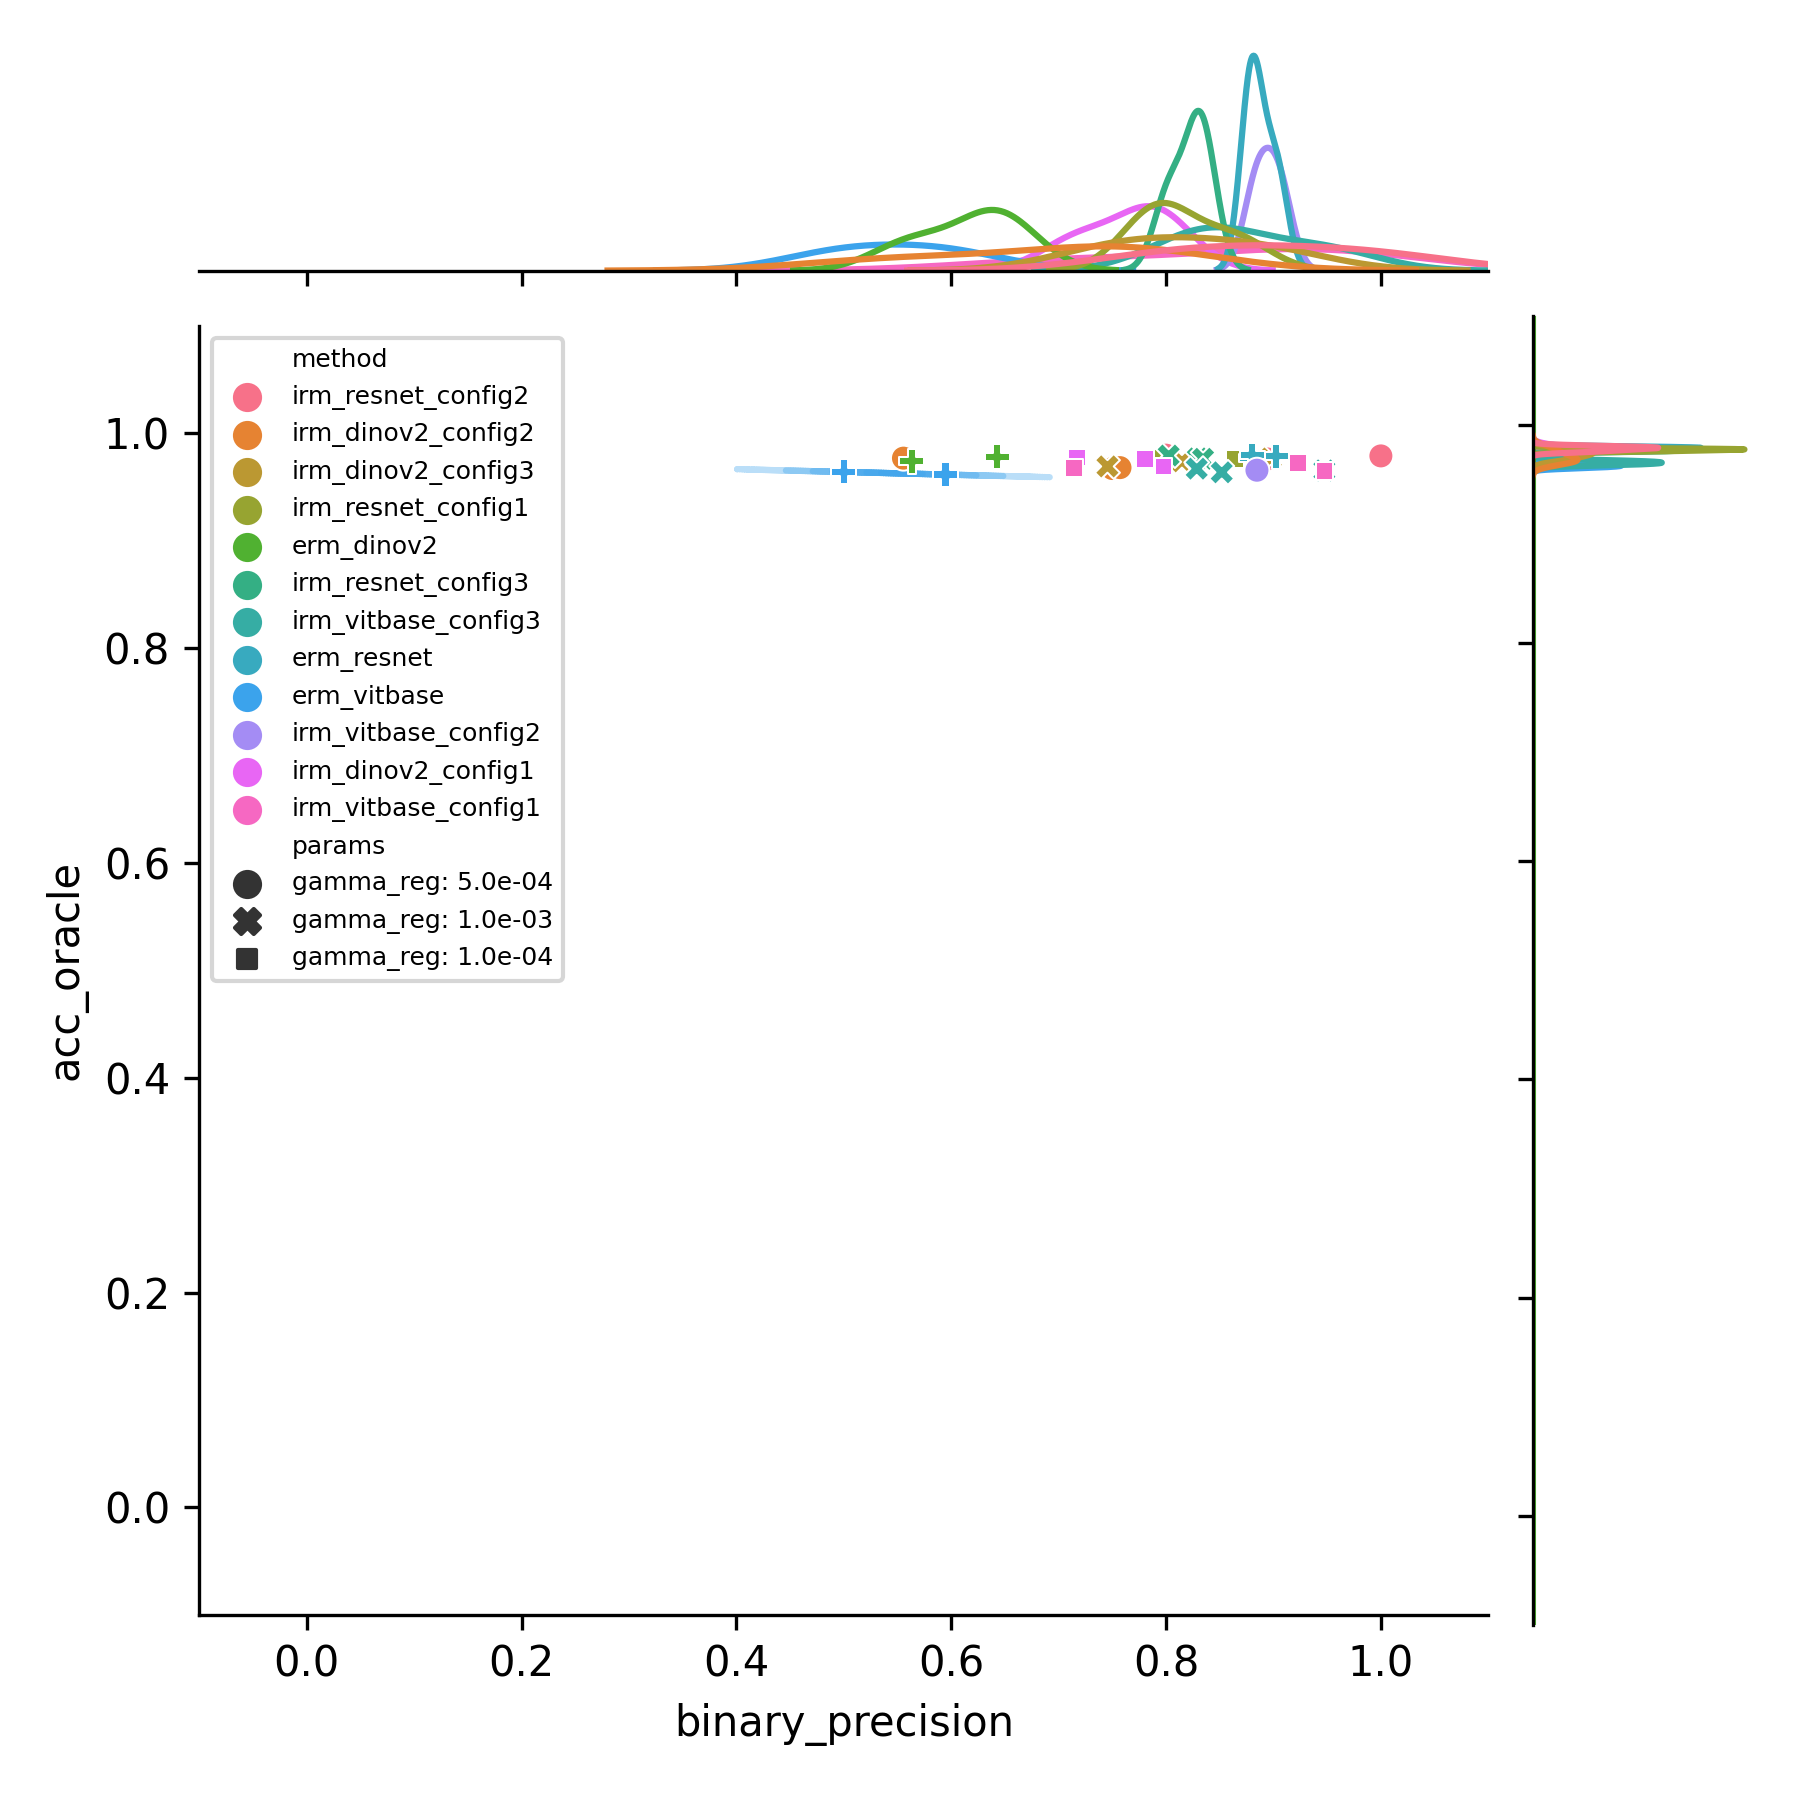 method
irm_resnet_config2
irm_dinov2_config2
irm_dinov2_config3
irm_resnet_config1
erm_dinov2
irm_resnet_config3
irm_vitbase_config3
erm_resnet
erm_vitbase
irm_vitbase_config2
irm_dinov2_config1
irm_vitbase_config1
params
gamma_reg: 5.0e-04
gamma_reg: 1.0e-03
gamma_reg: 1.0e-04
acc_oracle
1.0
0.8
0.6
0.4
0.2
0.0
0.0 0.2 0.4 0.6 0.8 1.0
binary_precision